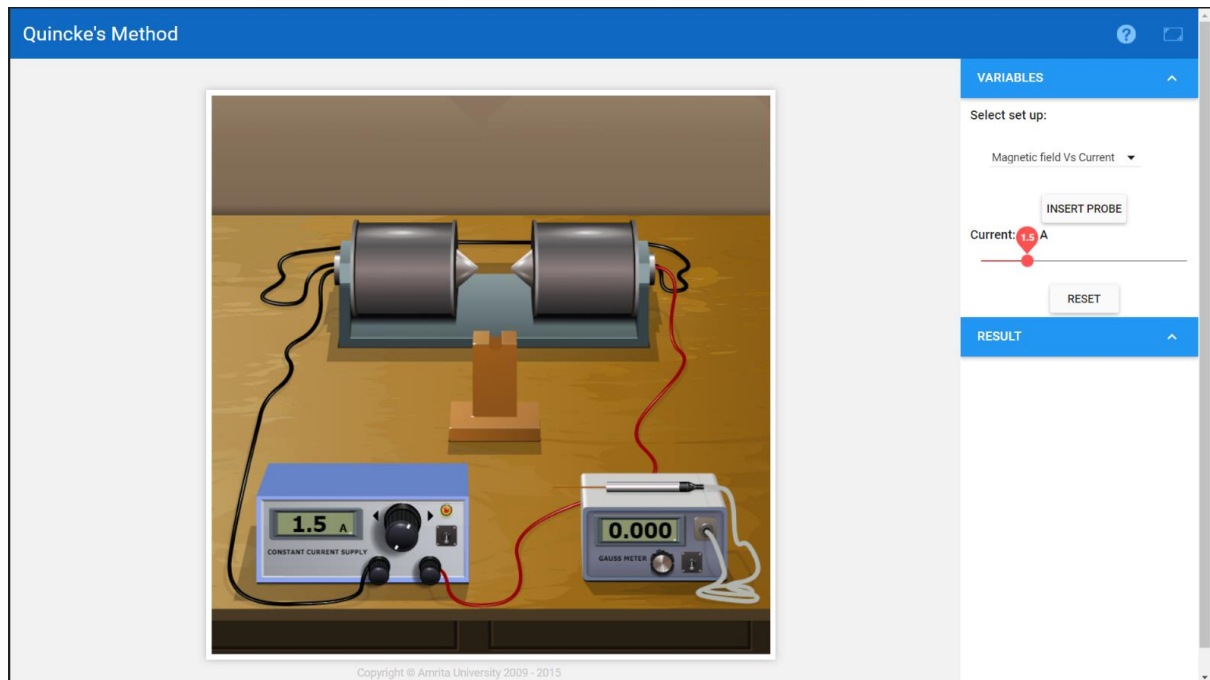 Quincke's Method
VARIABLES
Select set up:
Magnetic field Vs Current
INSERT PROBE
Current: 1.5 A
RESET
RESULT
1.5 A
CONSTANT CURRENT SUPPLY
0.000
GAUSS METER
Copyright © Amrita University 2009 - 2015